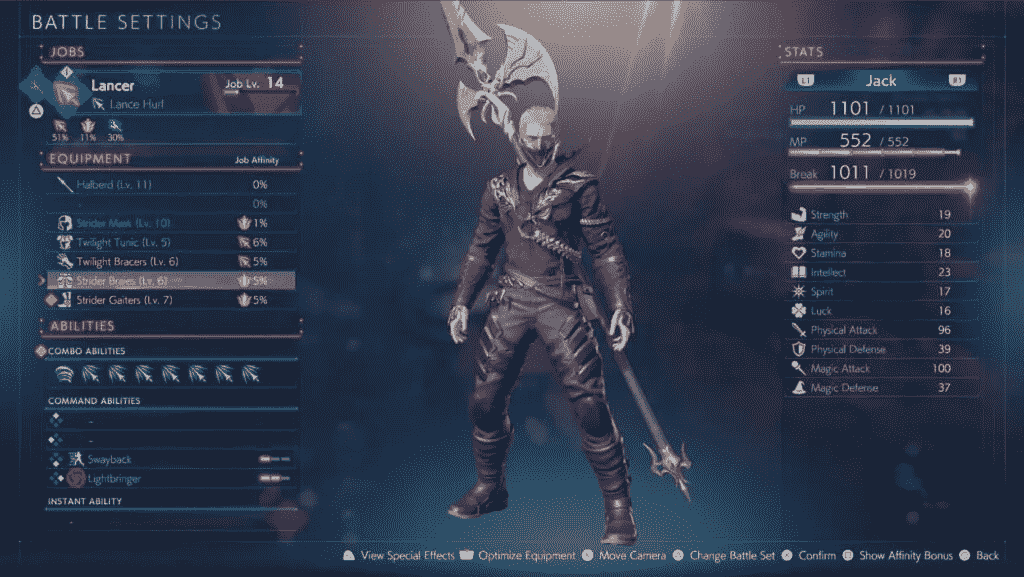 BATTLE SETTINGS
JOBS
Lancer
Job Lv. 14
Lance Hurl
51% 11% 30%
EQUIPMENT Job Affinity
Halberd (Lv. 11) 0%
- 0%
Strider Mask (Lv. 10) 1%
Twilight Tunic (Lv. 5) 6%
Twilight Bracers (Lv. 6) 5%
Strider Braies (Lv. 6) 5%
Strider Gaiters (Lv. 7) 5%
ABILITIES
COMBO ABILITIES
COMMAND ABILITIES
-
-
Swayback
Lightbringer
INSTANT ABILITY
-
STATS
L1 Jack R1
HP 1101 / 1101
MP 552 / 552
Break 1011 / 1019
Strength 19
Agility 20
Stamina 18
Intellect 23
Spirit 17
Luck 16
Physical Attack 96
Physical Defense 39
Magic Attack 100
Magic Defense 37
View Special Effects Optimize Equipment Move Camera Change Battle Set Confirm Show Affinity Bonus Back